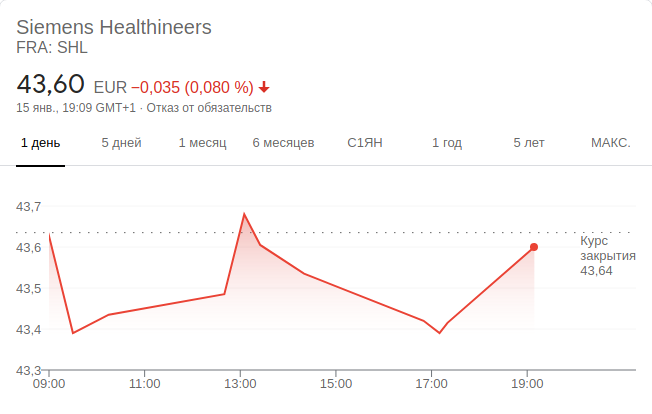 Siemens Healthineers
FRA: SHL
43,60 EUR −0,035 (0,080 %)
15 янв., 19:09 GMT+1 · Отказ от обязательств
1 день 5 дней 1 месяц 6 месяцев С1ЯН 1 год 5 лет МАКС.
43,7
43,6
43,5
43,4
43,3
Курс
закрытия
43,64
09:00 11:00 13:00 15:00 17:00 19:00